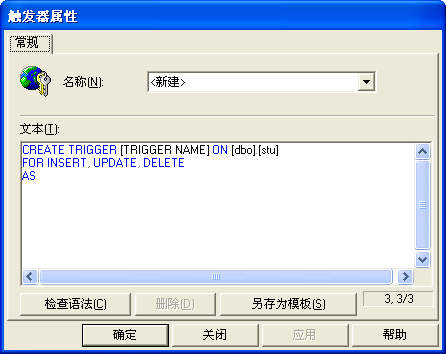 触发器属性
常规
名称(N):
<新建>
文本(T):
CREATE TRIGGER [TRIGGER NAME] ON [dbo].[stu]
FOR INSERT, UPDATE, DELETE
AS
检查语法(C) 删除(D) 另存为模板(S) 3, 3/3
确定 关闭 应用 帮助